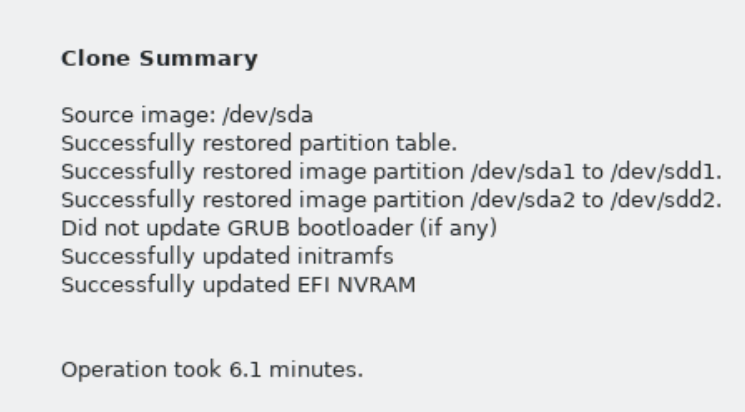 Clone Summary
Source image: /dev/sda
Successfully restored partition table.
Successfully restored image partition /dev/sda1 to /dev/sdd1.
Successfully restored image partition /dev/sda2 to /dev/sdd2.
Did not update GRUB bootloader (if any)
Successfully updated initramfs
Successfully updated EFI NVRAM
Operation took 6.1 minutes.